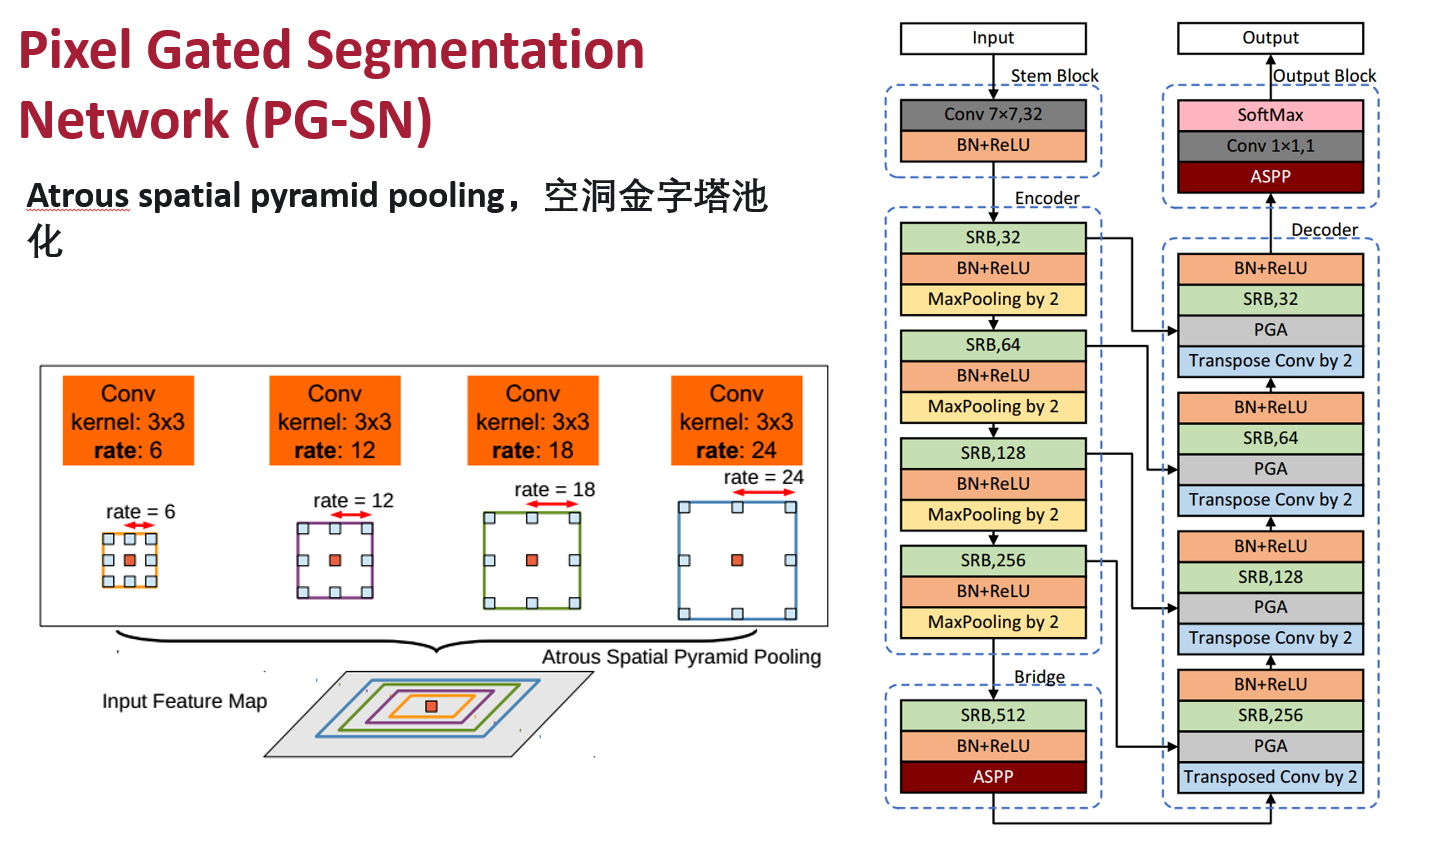 Pixel Gated Segmentation
Network (PG-SN)
Atrous spatial pyramid pooling，空洞金字塔池
化
Conv
kernel: 3x3
rate: 6
Conv
kernel: 3x3
rate: 12
Conv
kernel: 3x3
rate: 18
Conv
kernel: 3x3
rate: 24
rate = 6
rate = 12
rate = 18
rate = 24
Atrous Spatial Pyramid Pooling
Input Feature Map
Input
Stem Block
Conv 7×7,32
BN+ReLU
Encoder
SRB,32
BN+ReLU
MaxPooling by 2
SRB,64
BN+ReLU
MaxPooling by 2
SRB,128
BN+ReLU
MaxPooling by 2
SRB,256
BN+ReLU
MaxPooling by 2
Bridge
SRB,512
BN+ReLU
ASPP
Output
Output Block
SoftMax
Conv 1×1,1
ASPP
Decoder
BN+ReLU
SRB,32
PGA
Transpose Conv by 2
BN+ReLU
SRB,64
PGA
Transpose Conv by 2
BN+ReLU
SRB,128
PGA
Transpose Conv by 2
BN+ReLU
SRB,256
PGA
Transposed Conv by 2